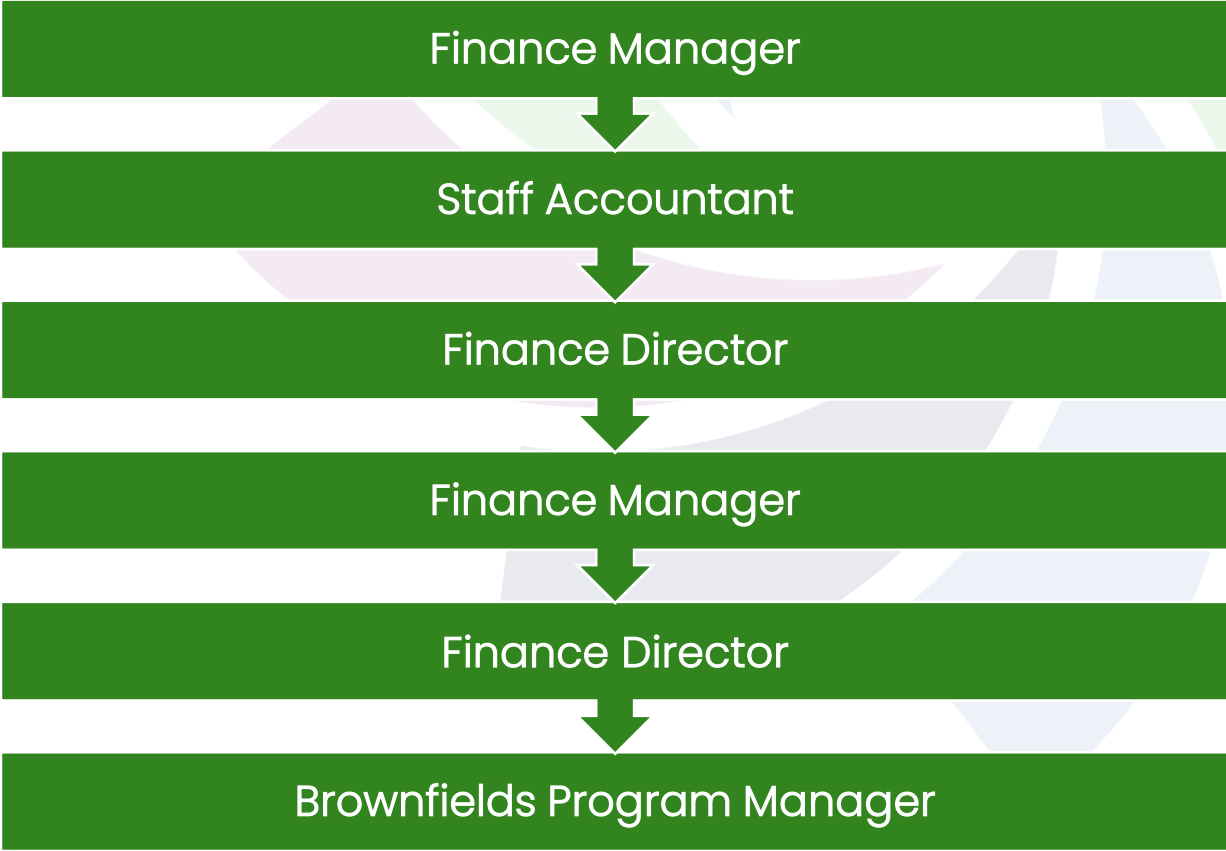 Finance Manager
Staff Accountant
Finance Director
Finance Manager
Finance Director
Brownfields Program Manager